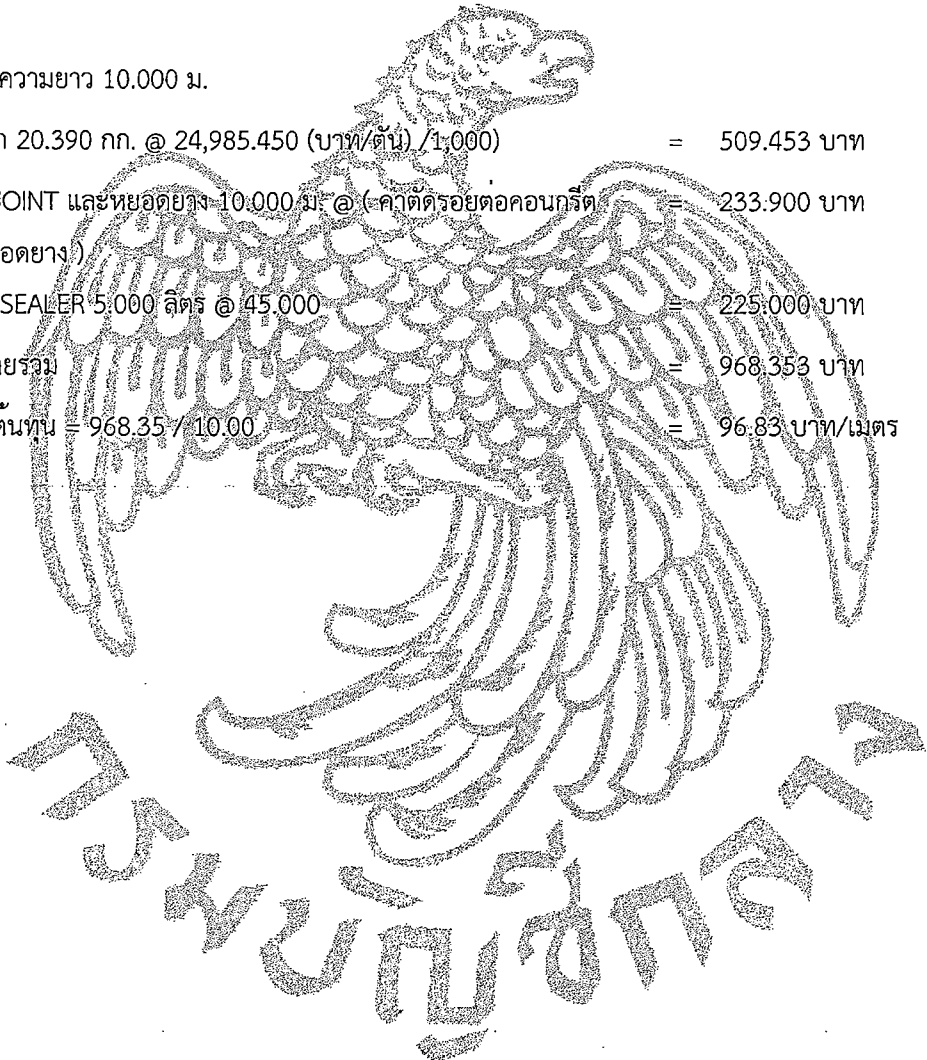 ความยาว 10.000 ม.
20.390 กก. @ 24,985.450 (บาท/ตัน) /1,000) = 509.453 บาท
OINT และหยอดยาง 10.000 ม. @ ( ค่าตัดรอยต่อคอนกรีต = 233.900 บาท
อดยาง )
SEALER 5.000 ลิตร @ 45.000 = 225.000 บาท
ยรวม = 968.353 บาท
ต้นทุน = 968.35 / 10.00 = 96.83 บาท/เมตร
กรมบัญชีกลาง